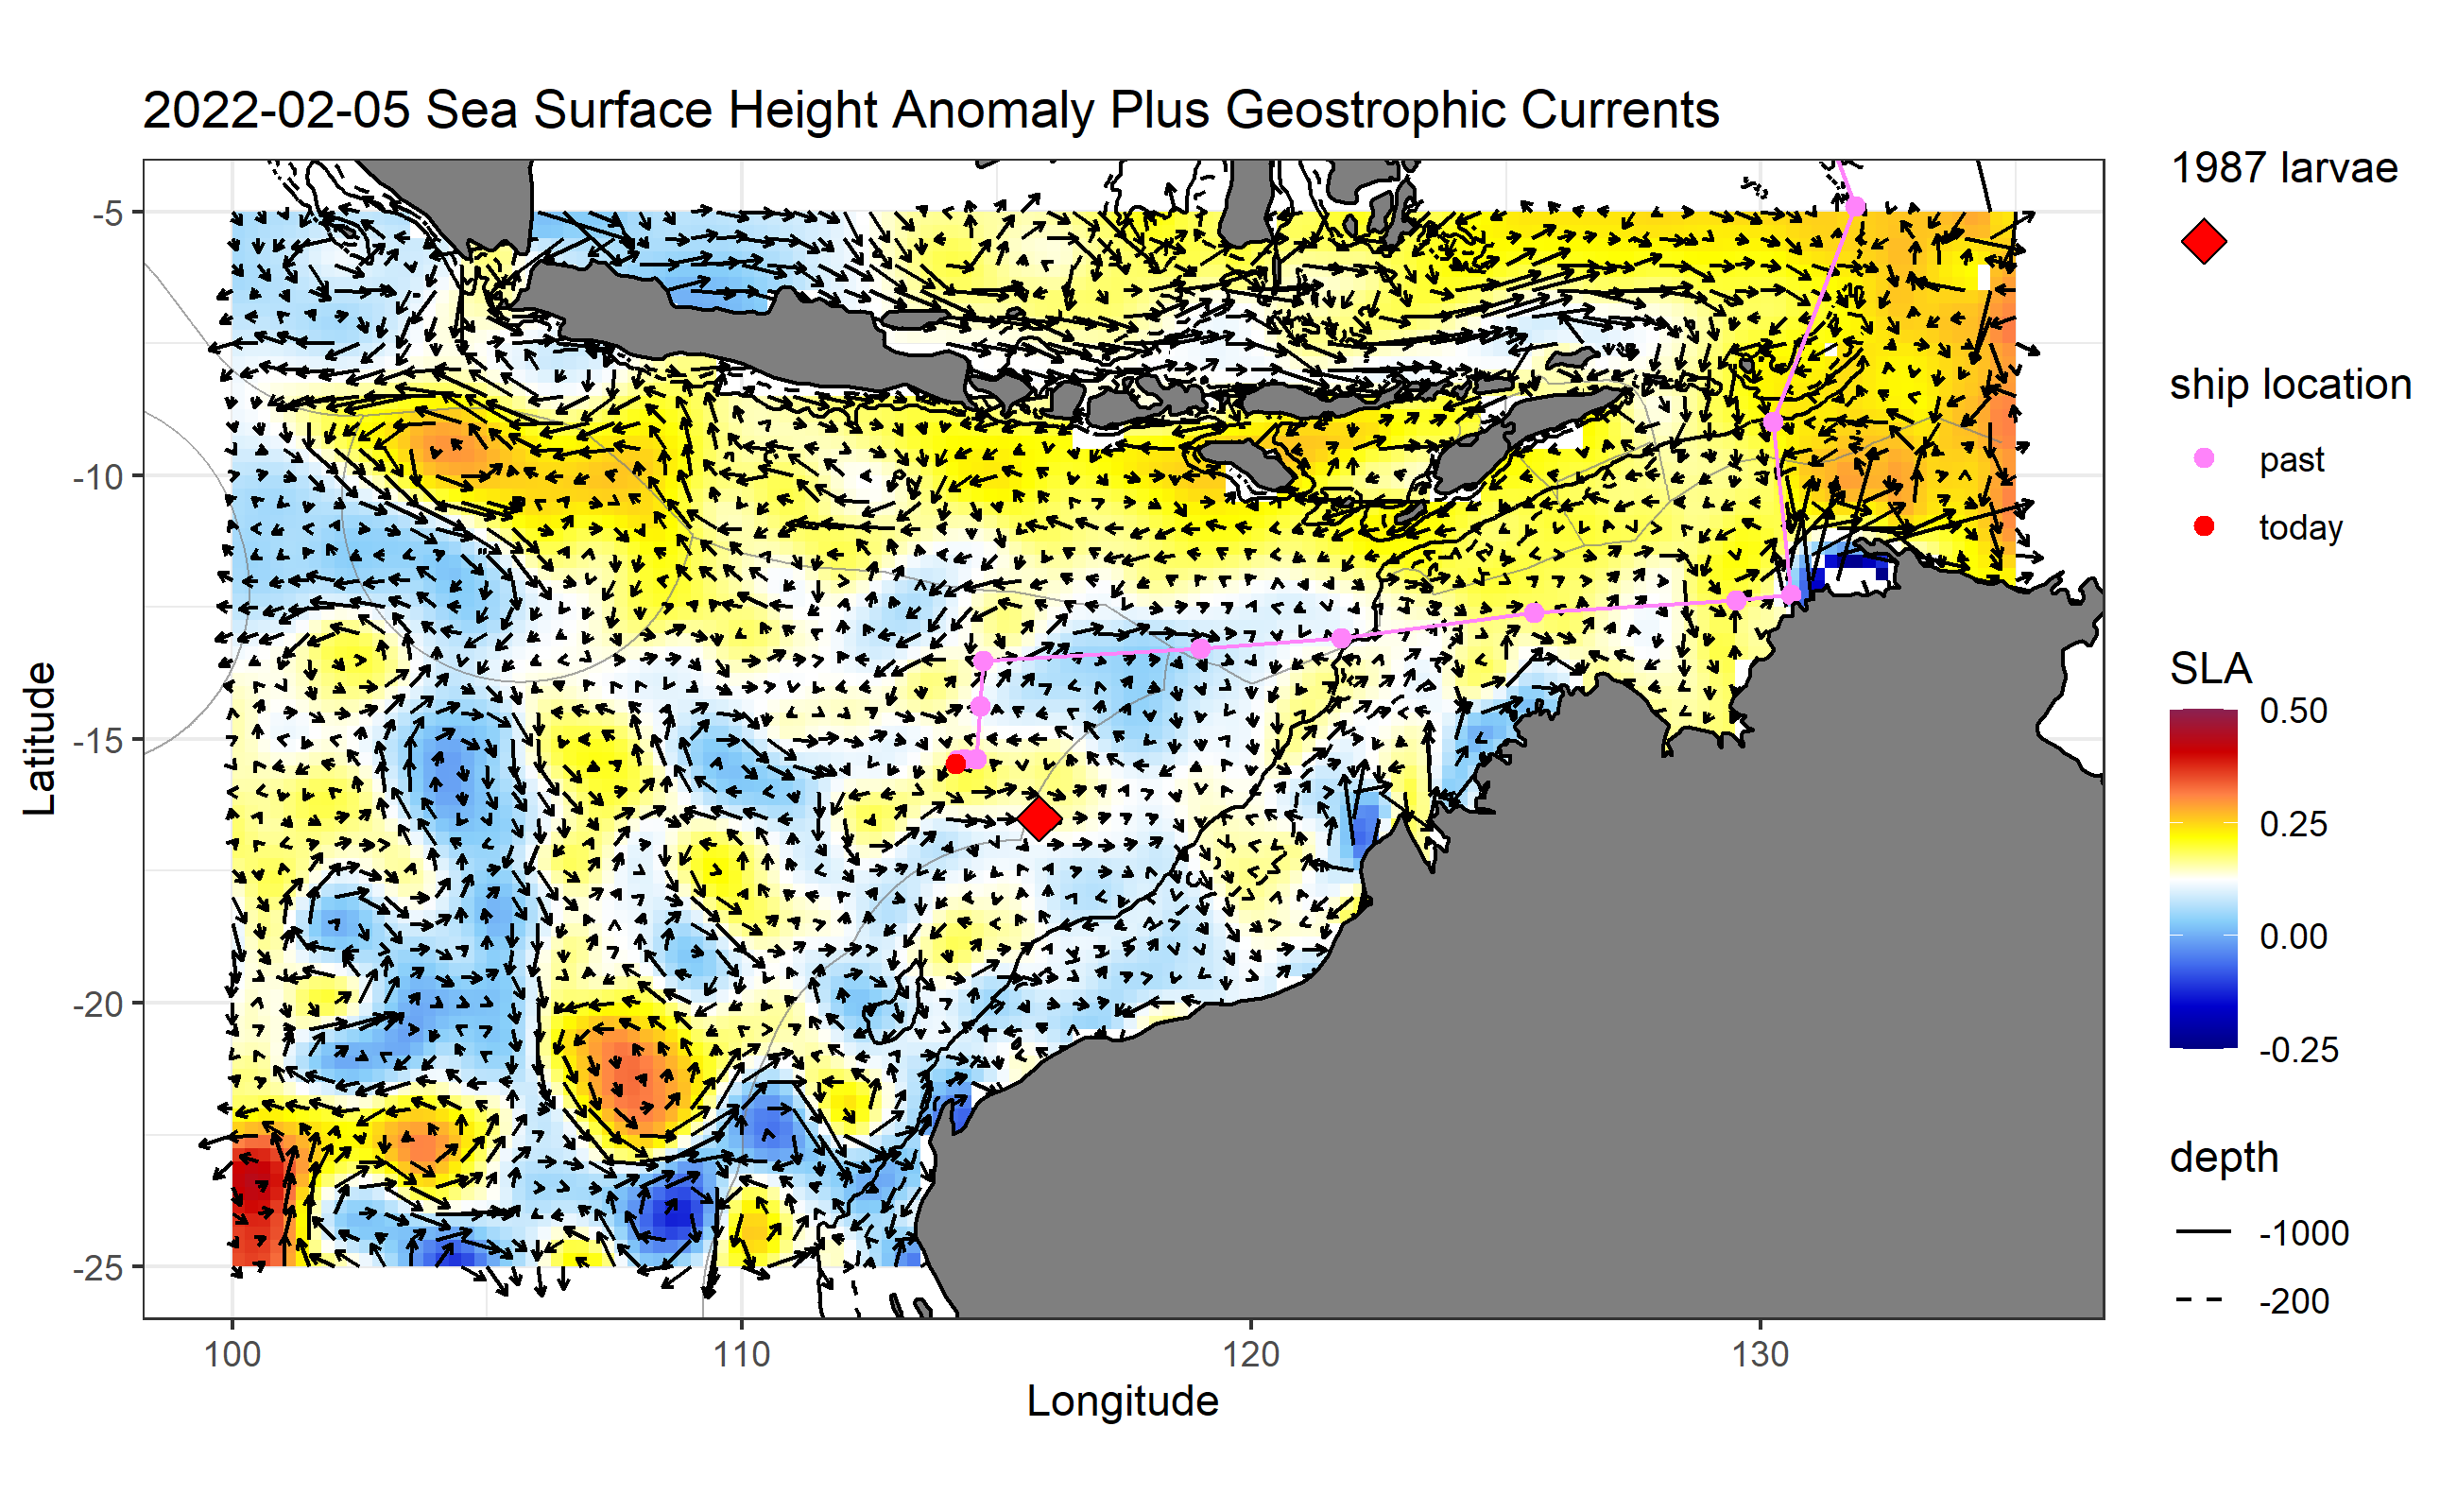 2022-02-05 Sea Surface Height Anomaly Plus Geostrophic Currents
Latitude
-5
-10
-15
-20
-25
100
110
120
130
Longitude
1987 larvae
ship location
past
today
SLA
0.50
0.25
0.00
-0.25
depth
-1000
-200